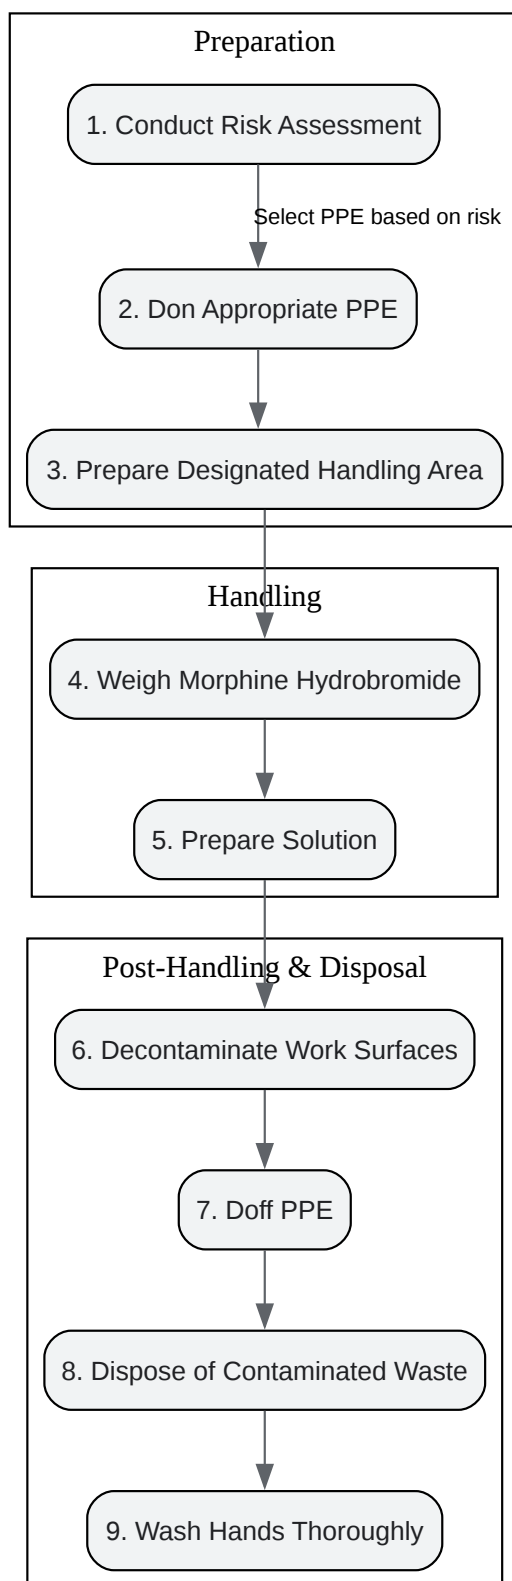 Preparation
1. Conduct Risk Assessment
Select PPE based on risk
2. Don Appropriate PPE
3. Prepare Designated Handling Area
Handling
4. Weigh Morphine Hydrobromide
5. Prepare Solution
Post-Handling & Disposal
6. Decontaminate Work Surfaces
7. Doff PPE
8. Dispose of Contaminated Waste
9. Wash Hands Thoroughly